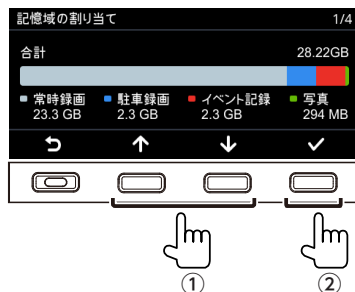 記憶域の割り当て 1/4
合計 28.22GB
常時録画 駐車録画 イベント記録 写真
23.3 GB 2.3 GB 2.3 GB 294 MB
① ②